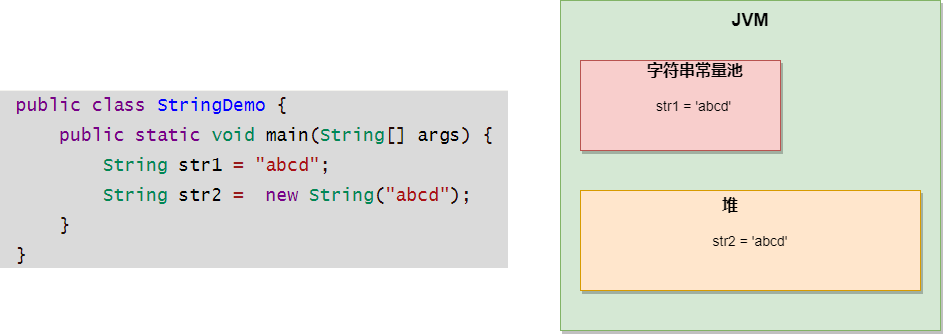 public class StringDemo {
    public static void main(String[] args) {
        String str1 = "abcd";
        String str2 =  new String("abcd");
    }
}
JVM
字符串常量池
str1 = 'abcd'
堆
str2 = 'abcd'